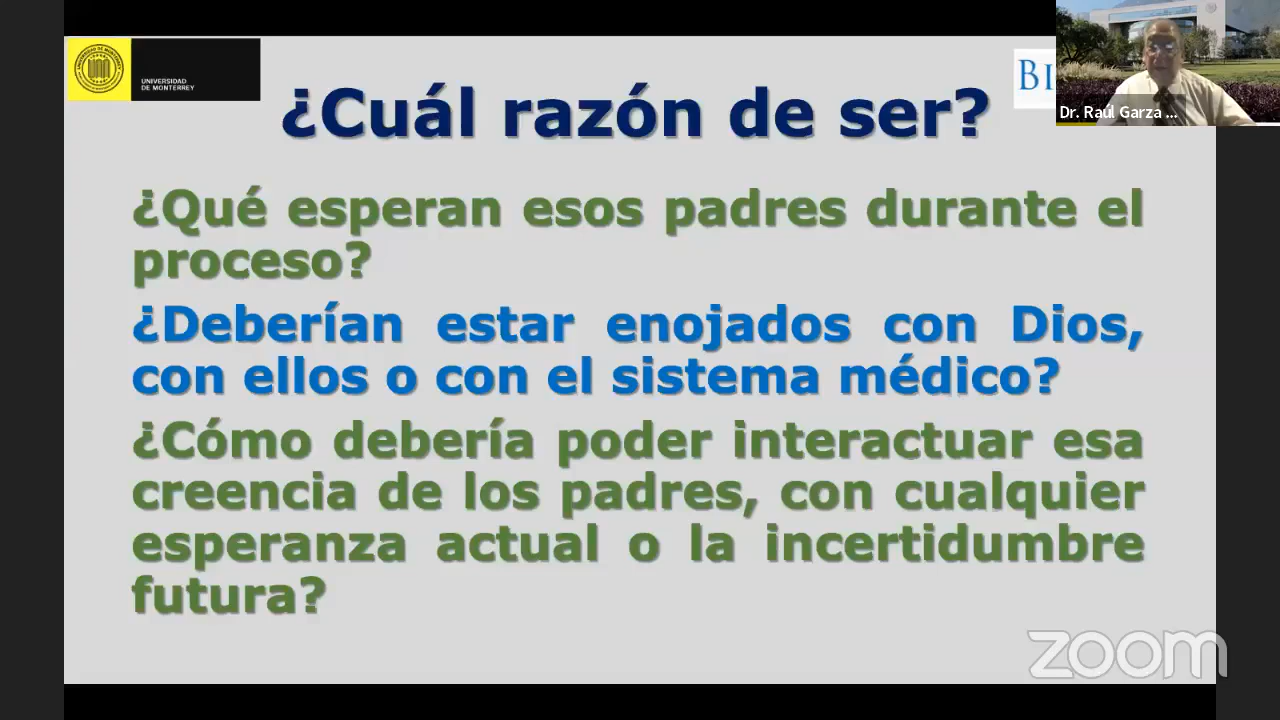 UNIVERSIDAD
DE MONTERREY
¿Cuál razón de ser?
Dr. Raúl Garza ...
¿Qué esperan esos padres durante el
proceso?
¿Deberían estar enojados con Dios,
con ellos o con el sistema médico?
¿Cómo debería poder interactuar esa
creencia de los padres, con cualquier
esperanza actual o la incertidumbre
futura?
zoom